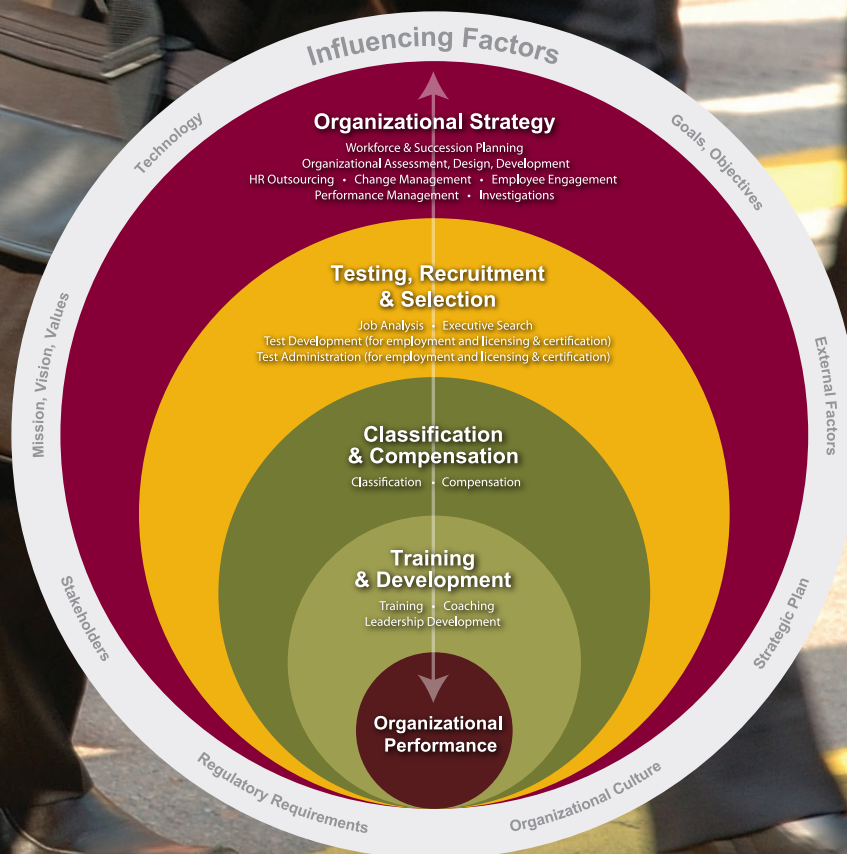 Influencing Factors
Technology
Goals, Objectives
Mission, Vision, Values
External Factors
Stakeholders
Strategic Plan
Regulatory Requirements
Organizational Culture
Organizational Strategy
Workforce & Succession Planning
Organizational Assessment, Design, Development
HR Outsourcing • Change Management • Employee Engagement
Performance Management • Investigations
Testing, Recruitment
& Selection
Job Analysis • Executive Search
Test Development (for employment and licensing & certification)
Test Administration (for employment and licensing & certification)
Classification
& Compensation
Classification • Compensation
Training
& Development
Training • Coaching
Leadership Development
Organizational
Performance